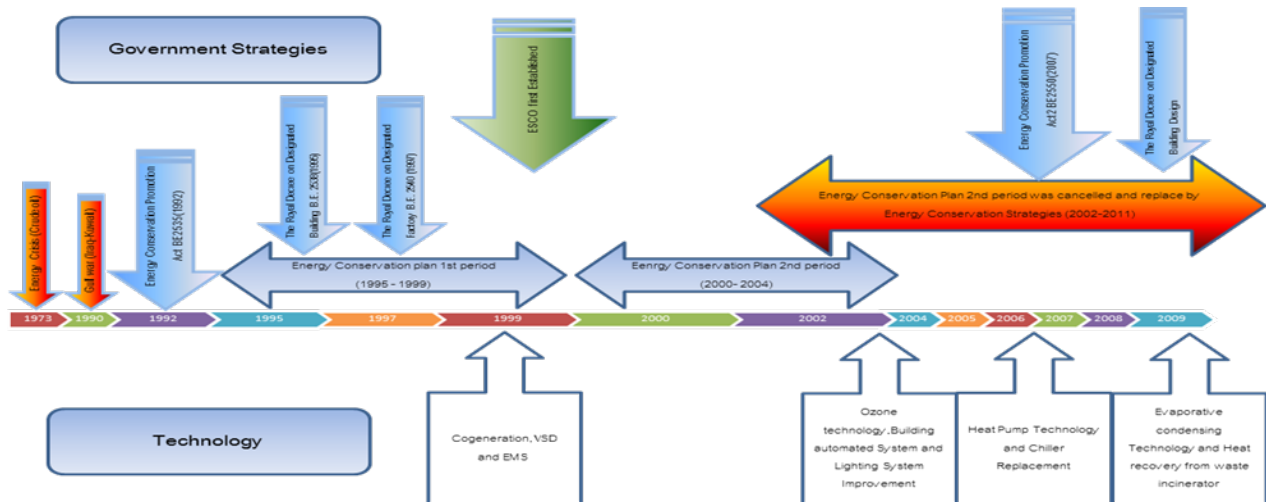 Government Strategies
Energy Crisis (Crude oil)
Gulf war (Iraq-Kuwait)
Energy Conservation Promotion
Act BE2535(1992)
The Royal Decree on Designated
Building B.E. 2538(1995)
The Royal Decree on Designated
Factory B.E. 2540 (1997)
ESCO first Established
Energy Conservation Promotion
Act 2 BE2550(2007)
The Royal Decree on Designated
Building Design
Energy Conservation Plan 2nd period was cancelled and replace by
Energy Conservation Strategies (2002-2011)
Energy Conservation plan 1st period
(1995 - 1999)
Eenrgy Conservation Plan 2nd period
(2000- 2004)
1973 1990 1992 1995 1997 1999 2000 2002 2004 2005 2006 2007 2008 2009
Technology
Cogeneration, VSD
and EMS
Ozone
technology,Building
automated System and
Lighting System
Improvement
Heat Pump Technology
and Chiller
Replacement
Evaporative
condensing
Technology and Heat
recovery from waste
incinerator